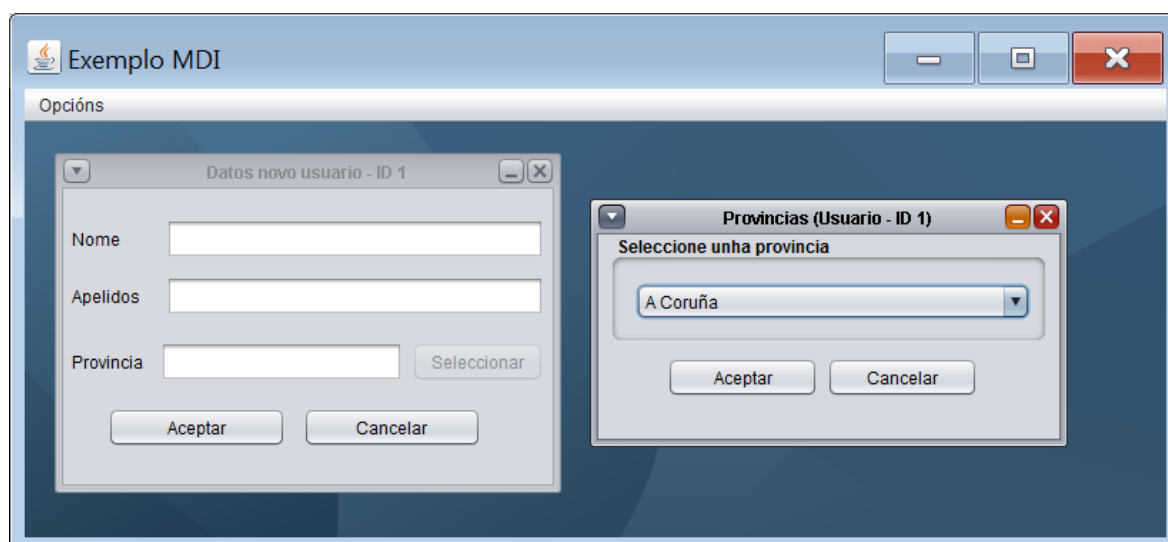 Exemplo MDI
Opcións
Datos novo usuario - ID 1
Nome
Apelidos
Provincia
Seleccionar
Aceptar
Cancelar
Provincias (Usuario - ID 1)
Seleccione unha provincia
A Coruña
Aceptar
Cancelar